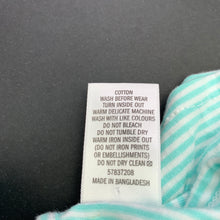 COTTON
WASH BEFORE WEAR
TURN INSIDE OUT
WARM DELICATE MACHINE
WASH WITH LIKE COLOURS
DO NOT BLEACH
DO NOT TUMBLE DRY
WARM IRON INSIDE OUT
(DO NOT IRON PRINTS
OR EMBELLISHMENT)
DO NOT DRY CLEAN
57837208
MADE IN BANGLADESH